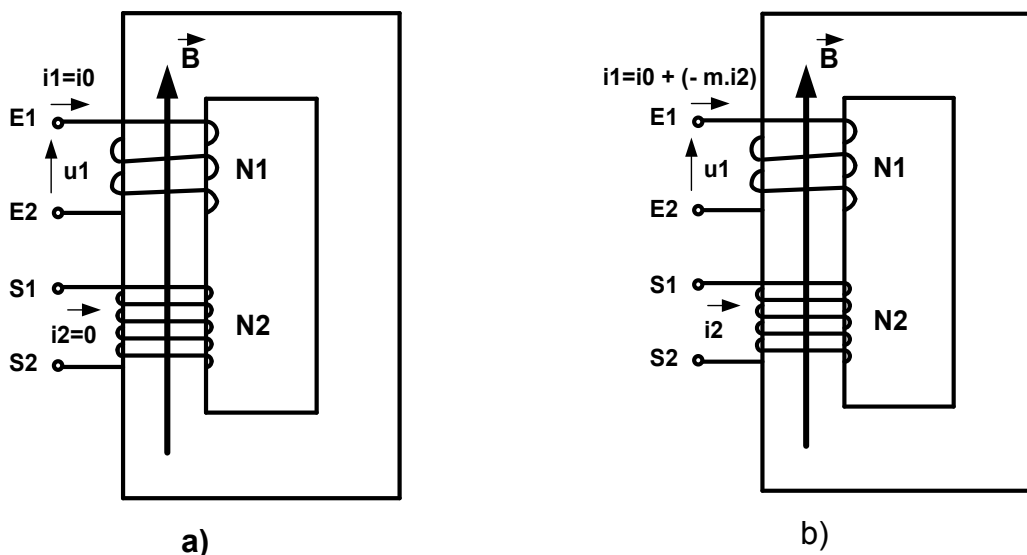 B
i1=i0
E1
u1
N1
E2
S1
i2=0
N2
S2
a)
B
i1=i0 + (- m.i2)
E1
u1
N1
E2
S1
i2
N2
S2
b)